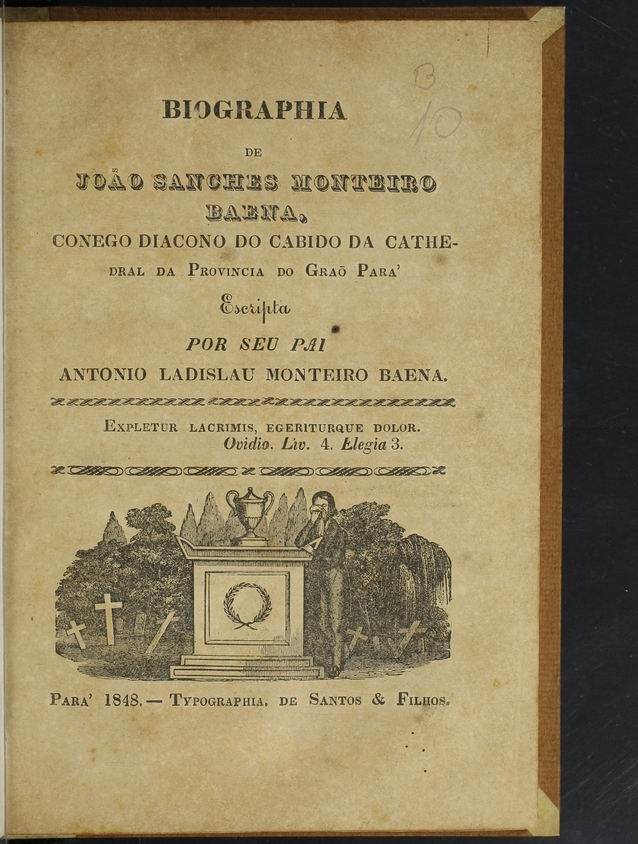 B
10
BIOGRAPHIA
DE
JOÃO SANCHES MONTEIRO
BAENA,
CONEGO DIACONO DO CABIDO DA CATHE-
DRAL DA PROVINCIA DO GRAÕ PARA'
Escripta
POR SEU PAI
ANTONIO LADISLAU MONTEIRO BAENA.
EXPLETUR LACRIMIS, EGERITURQUE DOLOR.
Ovidio. Liv. 4. Elegia 3.
PARA' 1848. — TYPOGRAPHIA. DE SANTOS & FILHOS.